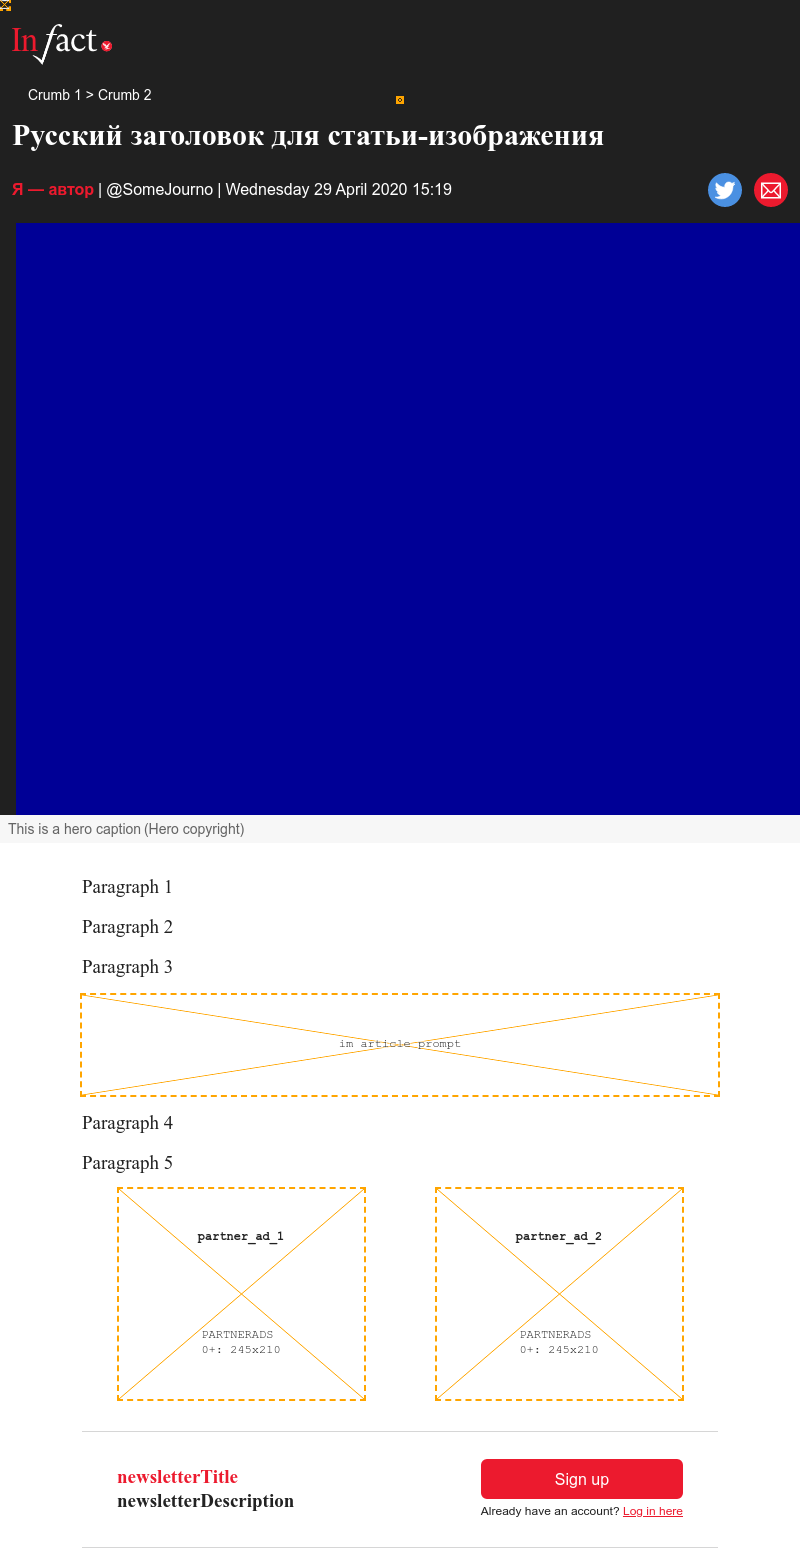 Infact
Crumb 1 > Crumb 2
Русский заголовок для статьи-изображения
Я — автор | @SomeJourno | Wednesday 29 April 2020 15:19
This is a hero caption (Hero copyright)
Paragraph 1
Paragraph 2
Paragraph 3
im article prompt
Paragraph 4
Paragraph 5
partner_ad_1
PARTNERADS
0+: 245x210
partner_ad_2
PARTNERADS
0+: 245x210
newsletterTitle
newsletterDescription
Sign up
Already have an account? Log in here